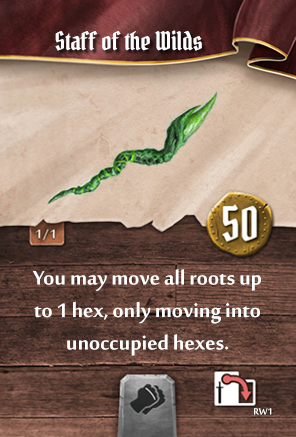 Staff of the Wilds
50
1/1
You may move all roots up
to 1 hex, only moving into
unoccupied hexes.
RW1